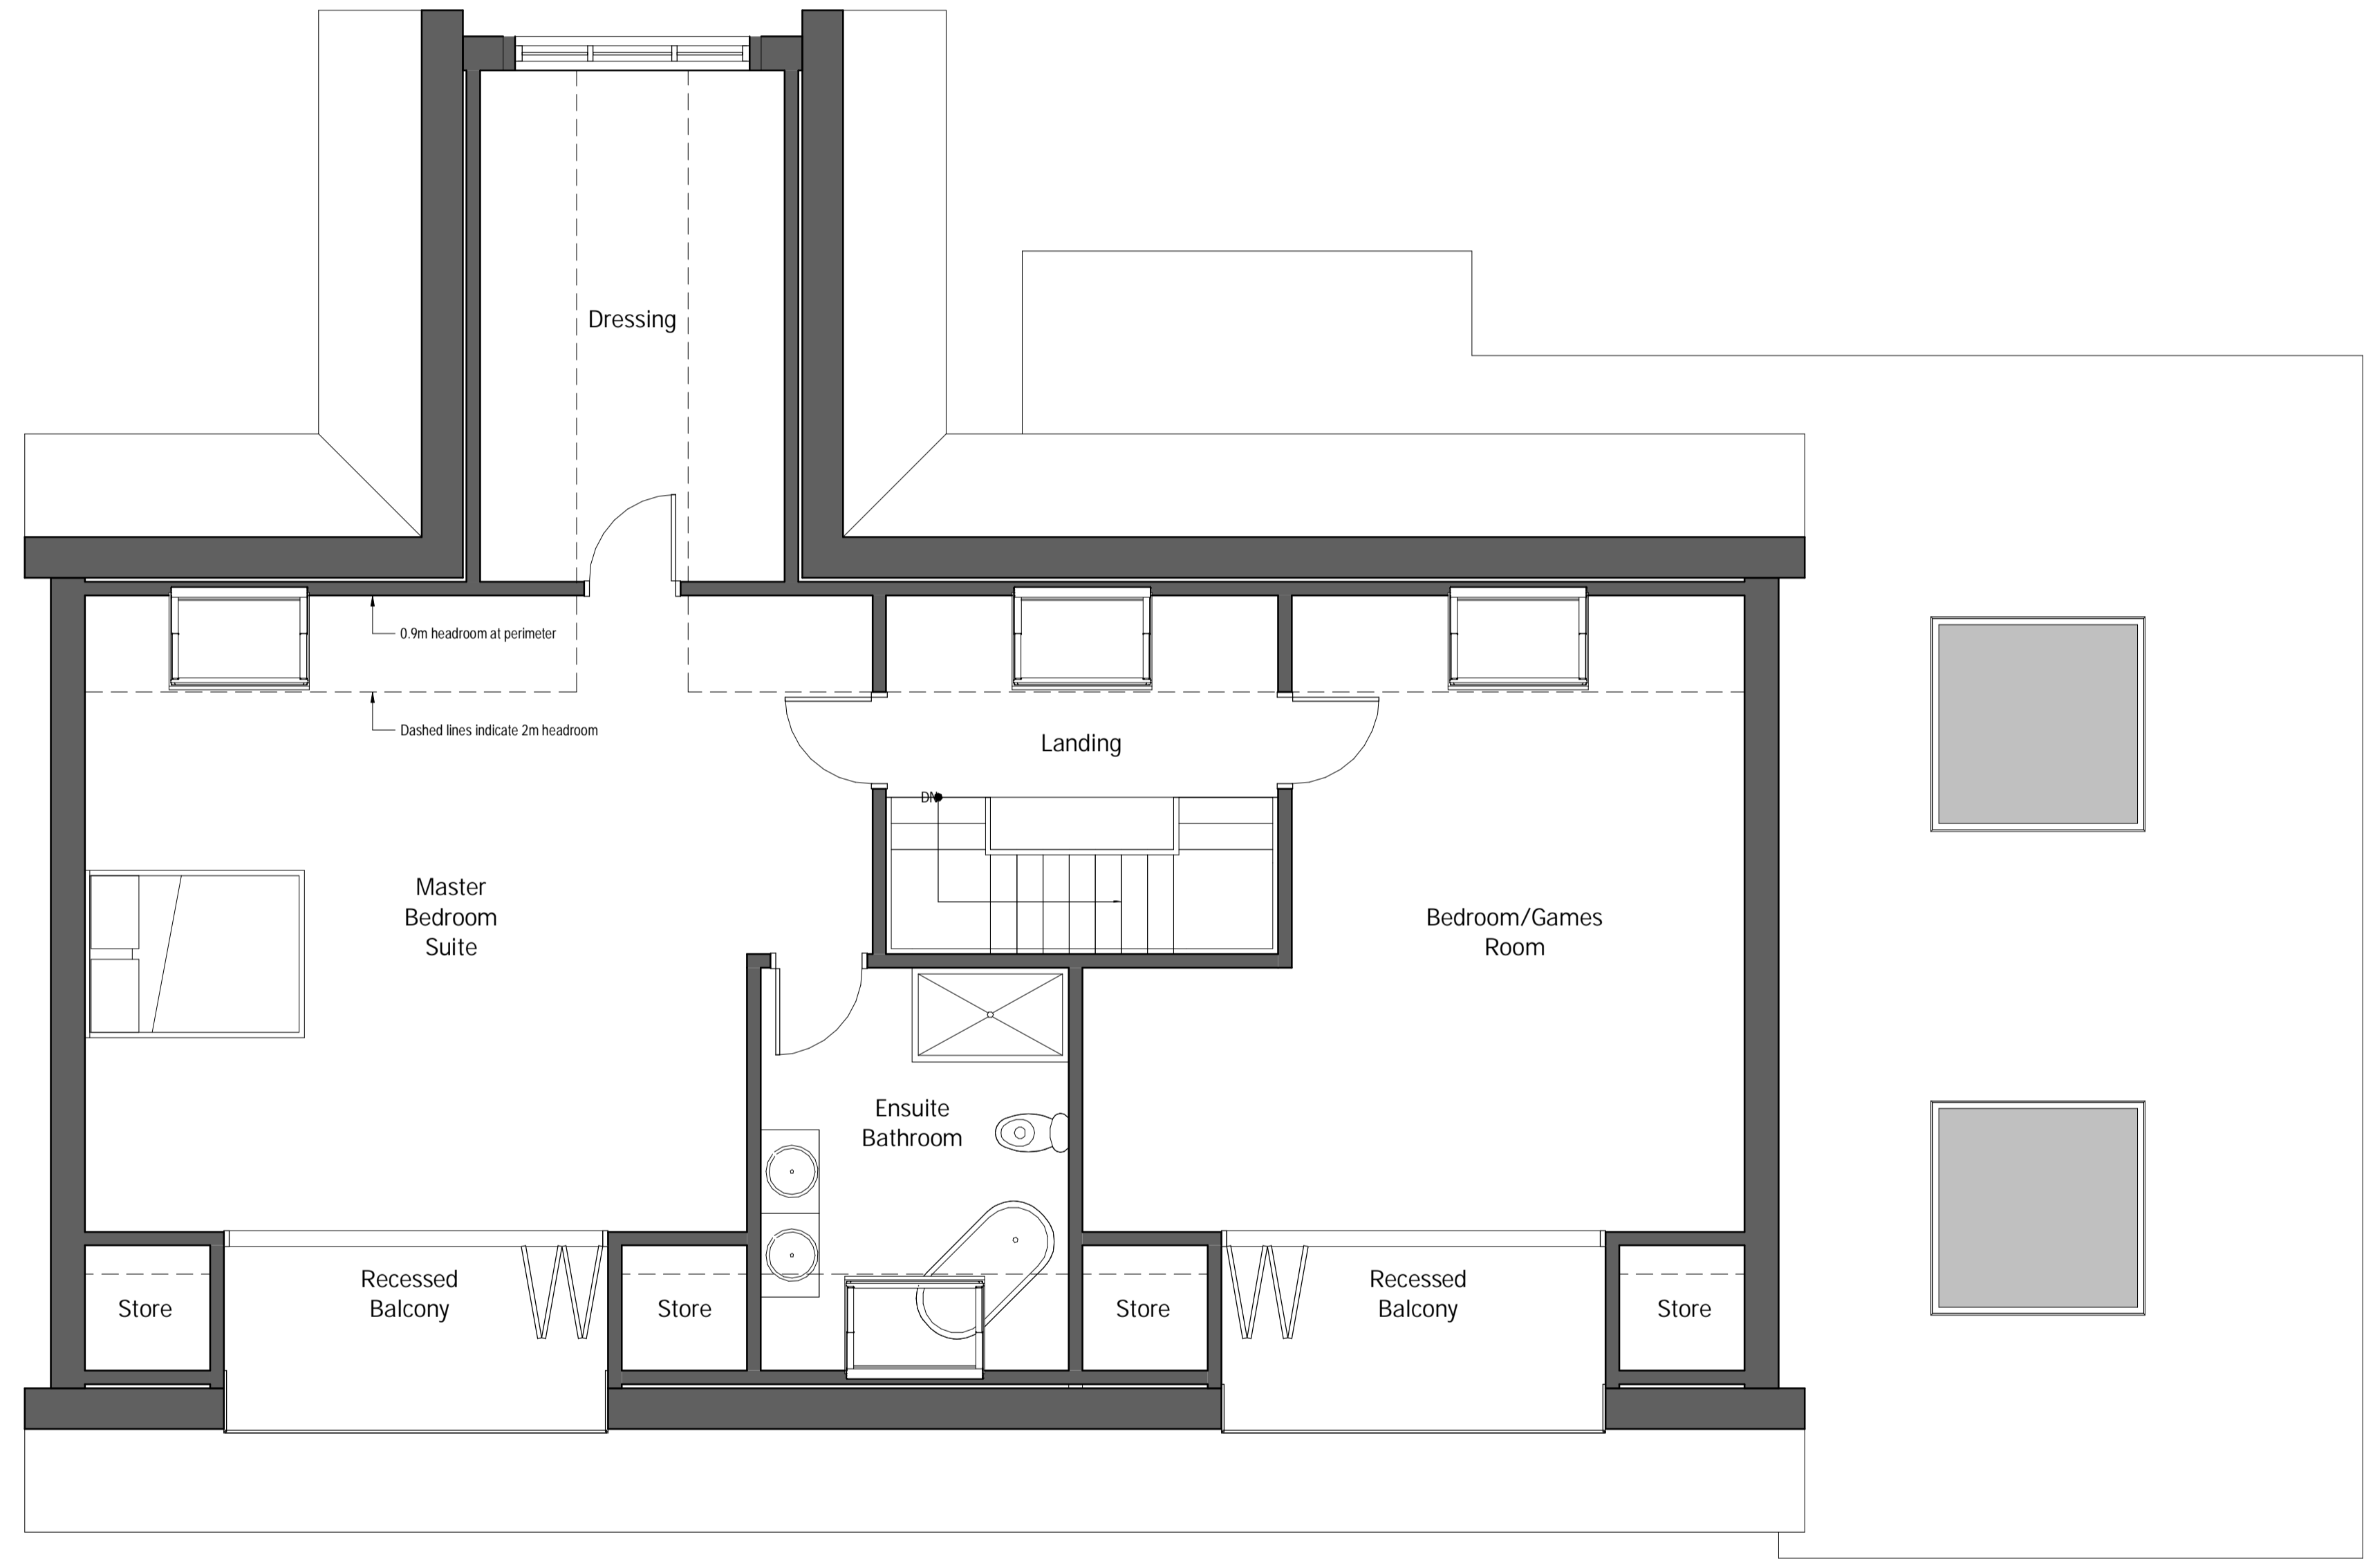 Dressing
0.9m headroom at perimeter
Dashed lines indicate 2m headroom
Landing
DN
Master
Bedroom
Suite
Bedroom/Games
Room
Ensuite
Bathroom
Store
Recessed
Balcony
Store
Store
Recessed
Balcony
Store